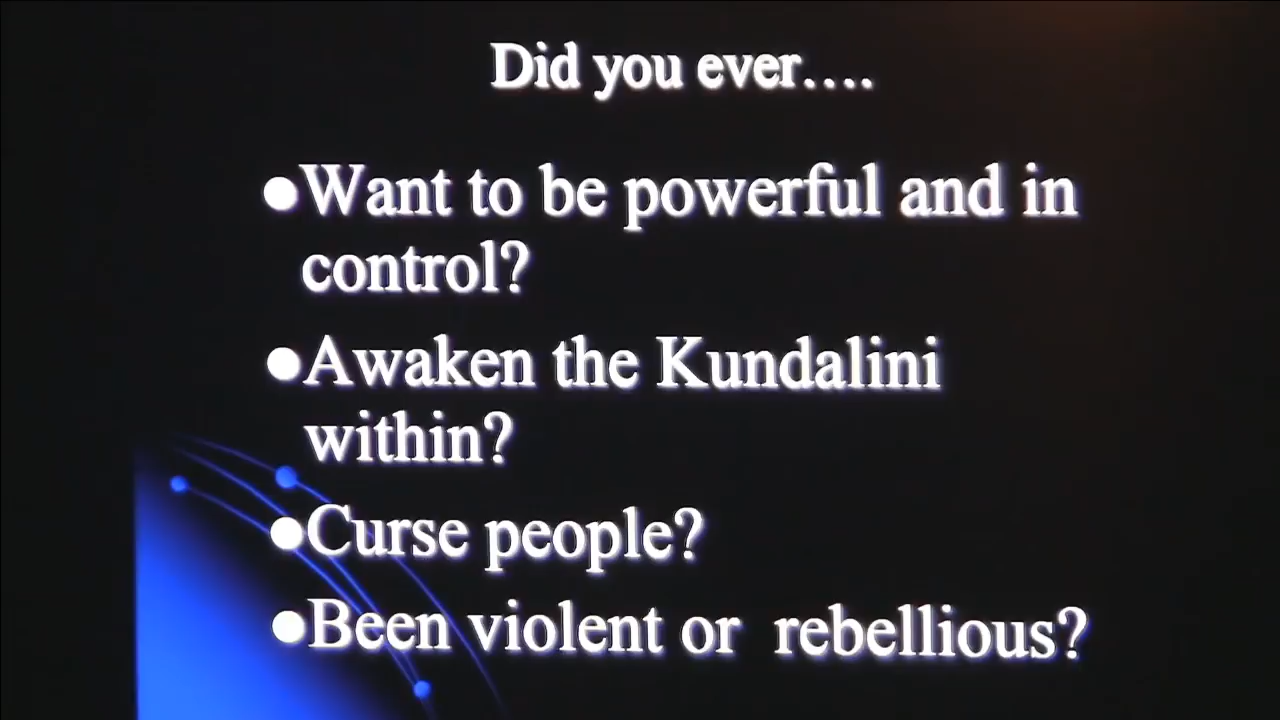 Did you ever....
●Want to be powerful and in
control?
●Awaken the Kundalini
within?
●Curse people?
●Been violent or  rebellious?